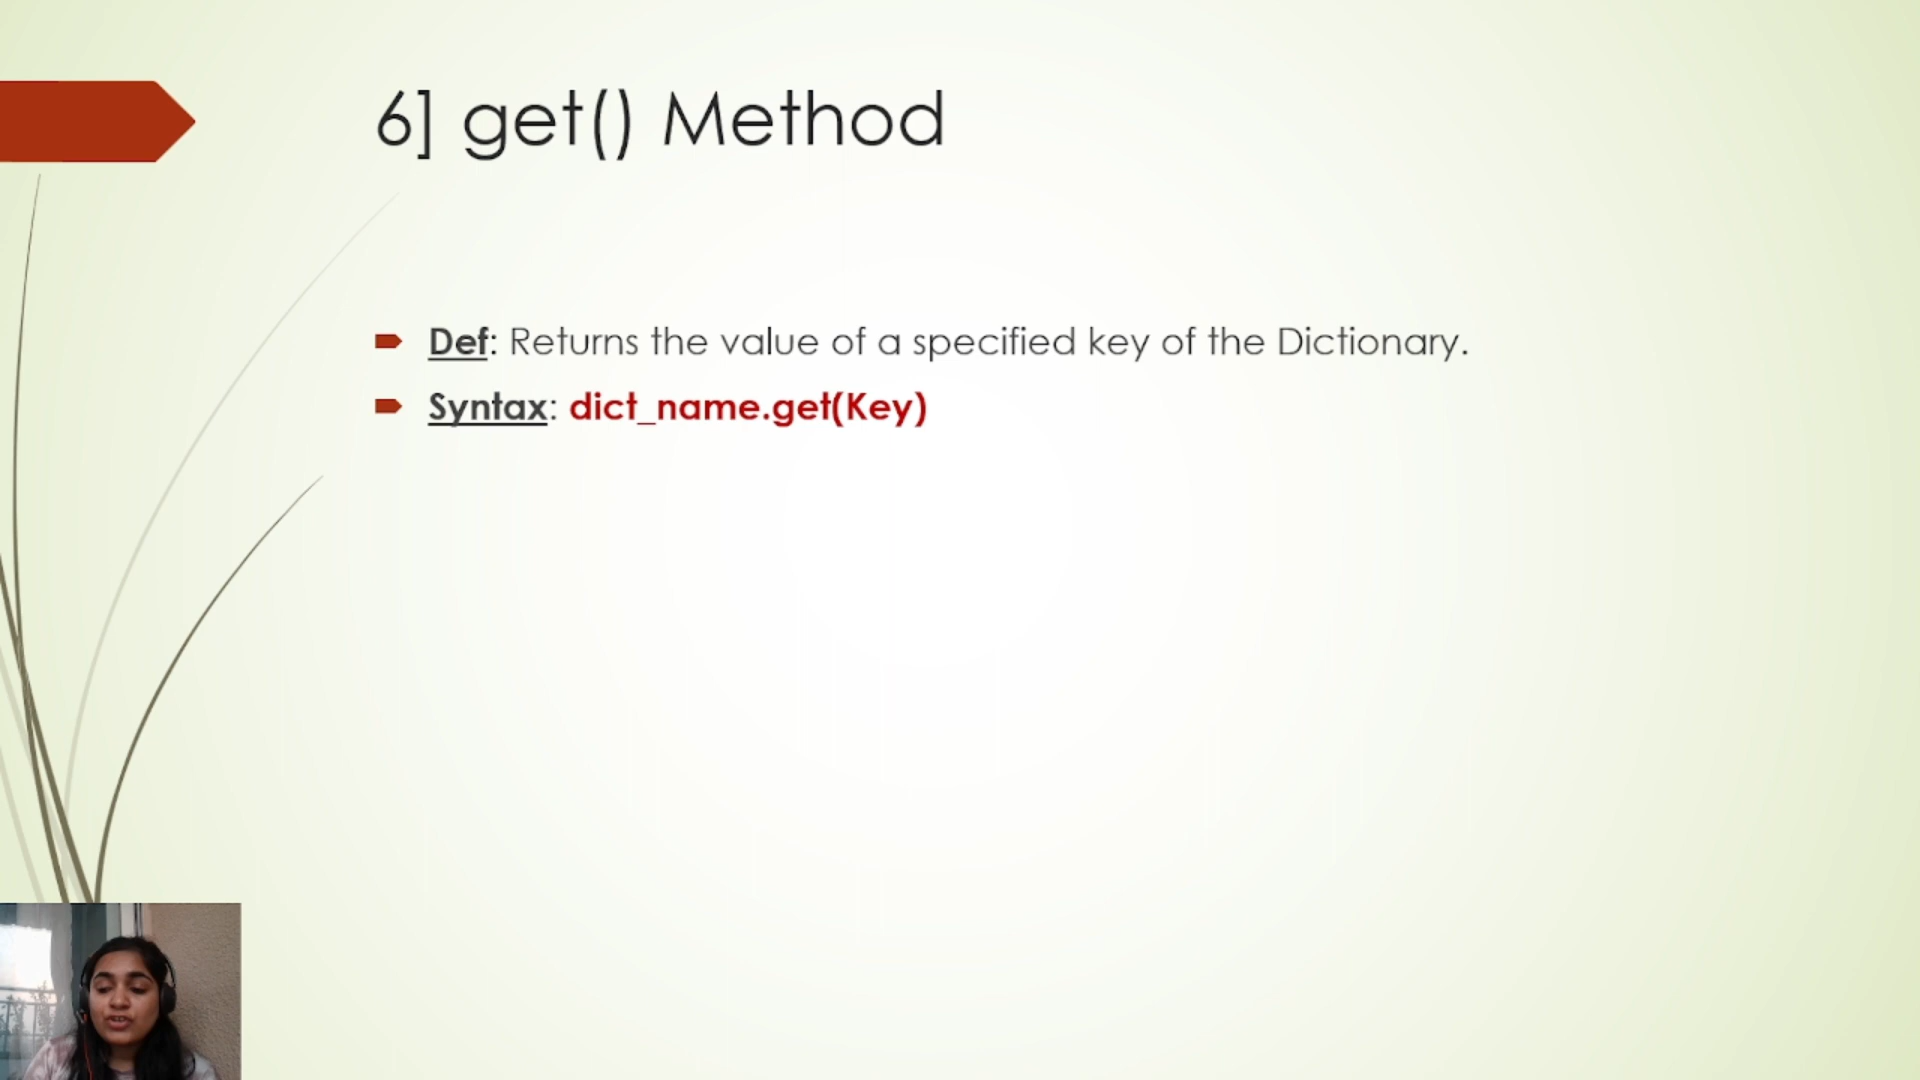 6] get() Method
Def: Returns the value of a specified key of the Dictionary.
Syntax: dict_name.get(Key)